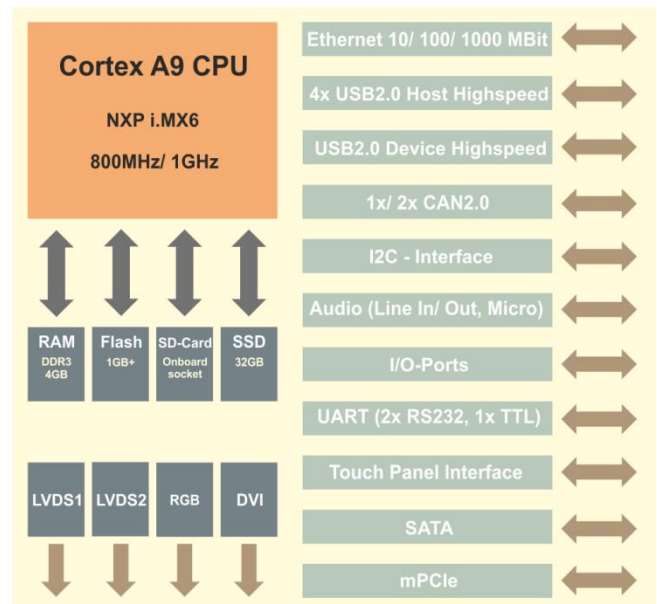 Cortex A9 CPU
NXP i.MX6
800MHz/ 1GHz
RAM
DDR3
4GB
Flash
1GB+
SD-Card
Onboard
socket
SSD
32GB
LVDS1
LVDS2
RGB
DVI
Ethernet 10/ 100/ 1000 MBit
4x USB2.0 Host Highspeed
USB2.0 Device Highspeed
1x/ 2x CAN2.0
I2C - Interface
Audio (Line In/ Out, Micro)
I/O-Ports
UART (2x RS232, 1x TTL)
Touch Panel Interface
SATA
mPCIe